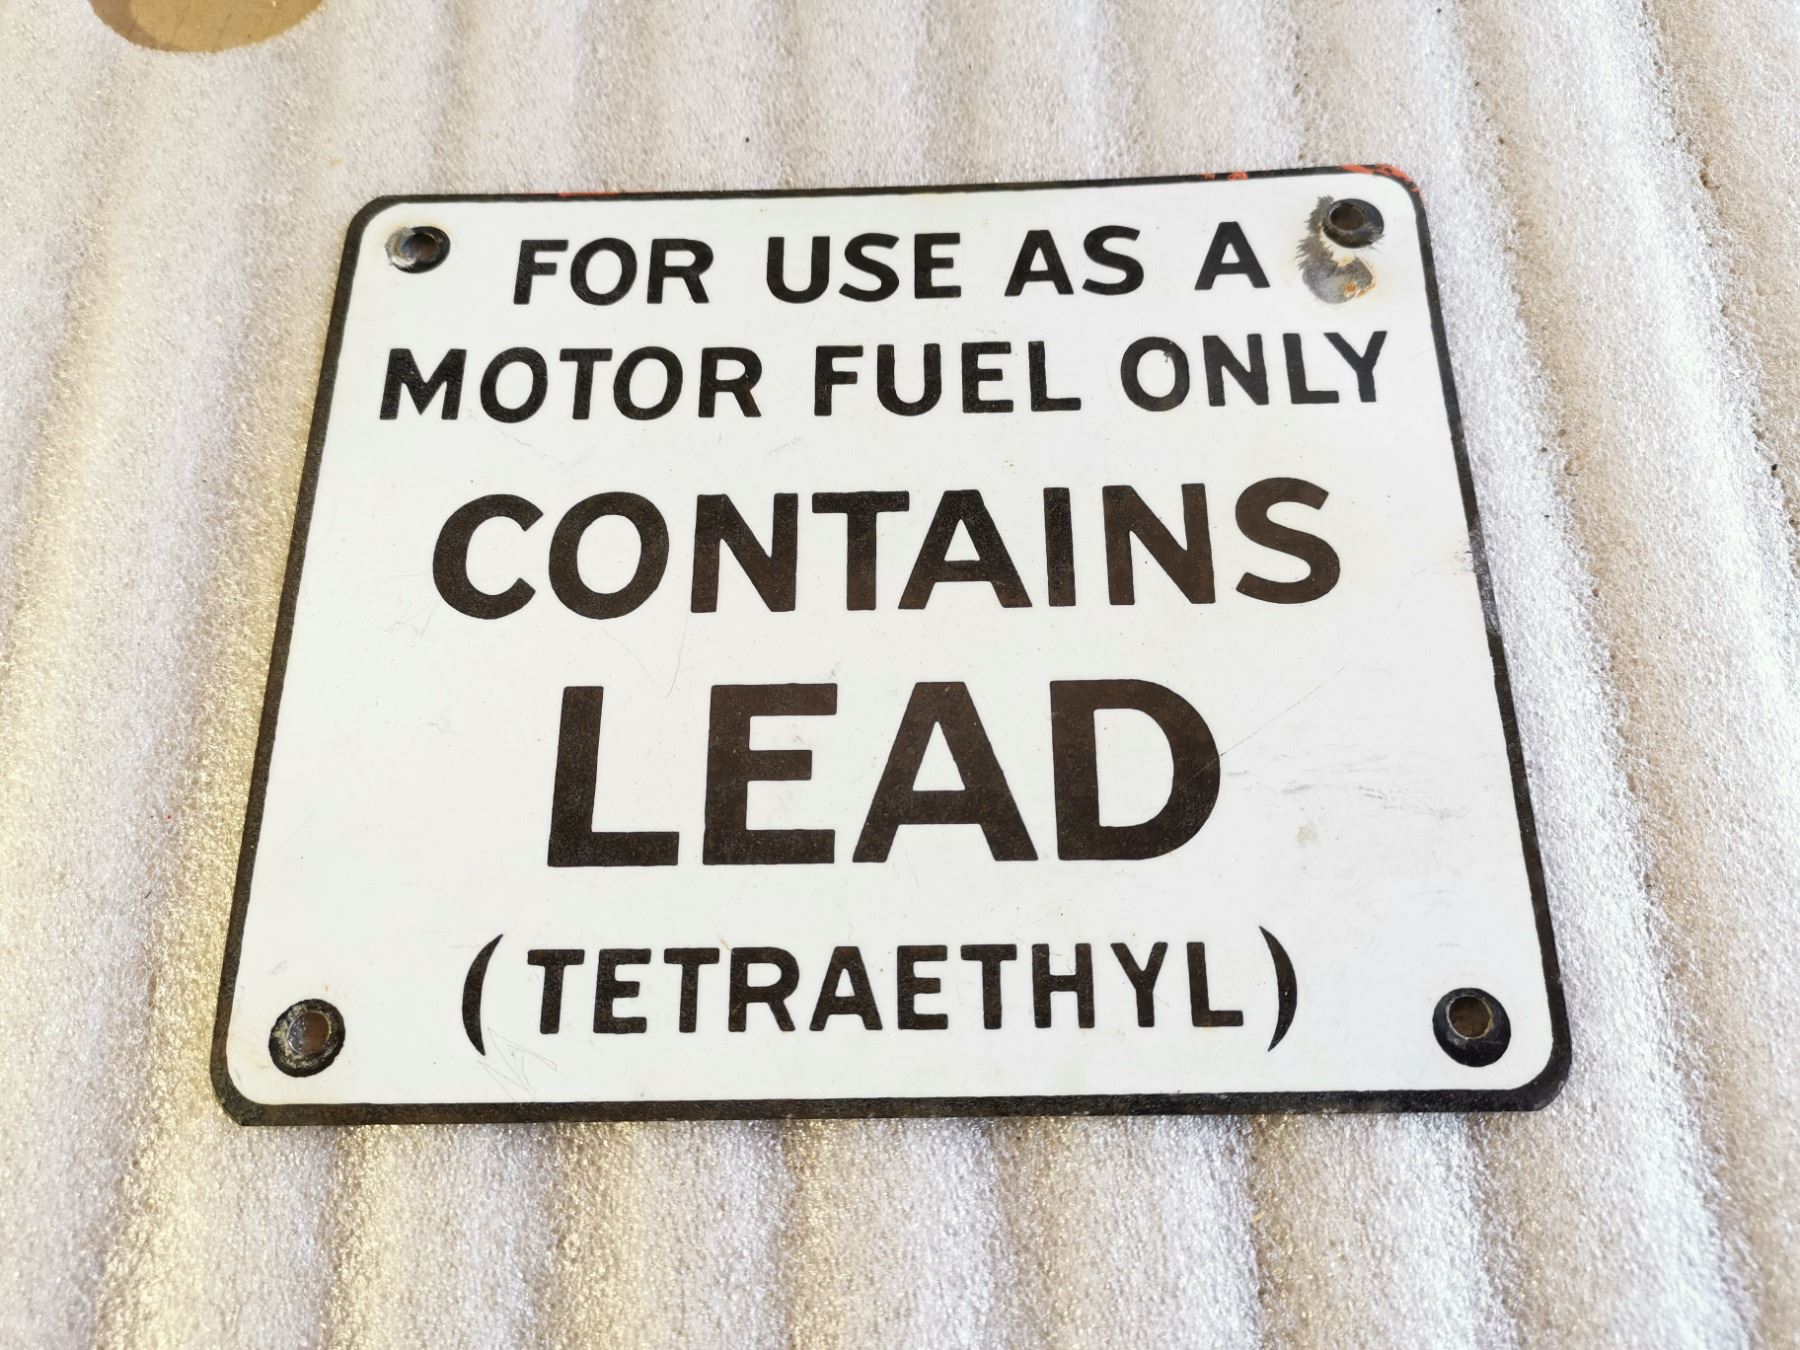 FOR USE AS A
MOTOR FUEL ONLY
CONTAINS
LEAD
(TETRAETHYL)